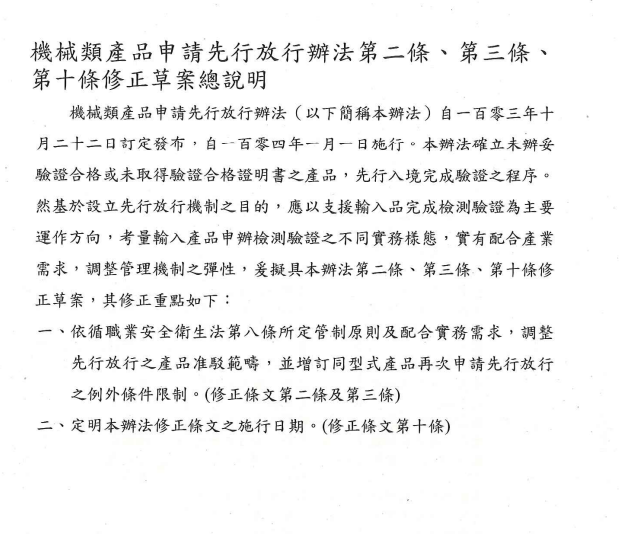 機械類產品申請先行放行辦法第二條、第三條、
第十條修正草案總說明
機械類產品申請先行放行辦法（以下簡稱本辦法）自一百零三年十
月二十二日訂定發布，自一百零四年一月一日施行。本辦法確立未辦妥
驗證合格或未取得驗證合格證明書之產品，先行入境完成驗證之程序。
然基於設立先行放行機制之目的，應以支援輸入品完成檢測驗證為主要
運作方向，考量輸入產品申辦檢測驗證之不同實務樣態，實有配合產業
需求，調整管理機制之彈性，爰擬具本辦法第二條、第三條、第十條修
正草案，其修正重點如下：
一、依循職業安全衛生法第八條所定管制原則及配合實務需求，調整
先行放行之產品准駁範疇，並增訂同型式產品再次申請先行放行
之例外條件限制。(修正條文第二條及第三條)
二、定明本辦法修正條文之施行日期。(修正條文第十條)